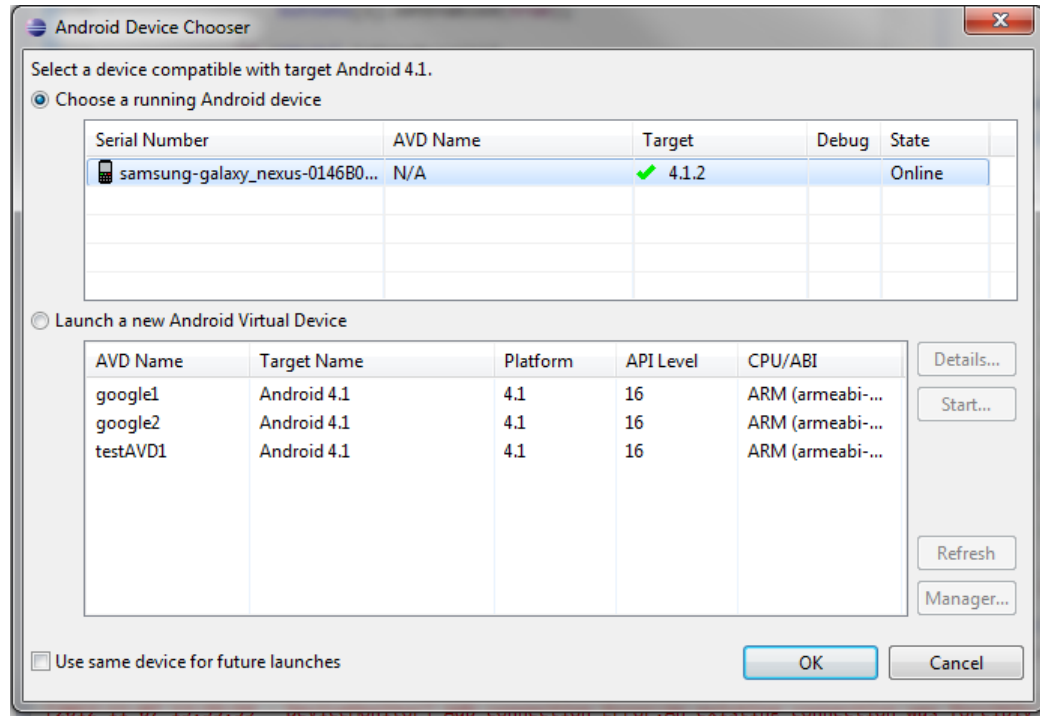 Android Device Chooser
Select a device compatible with target Android 4.1.
Choose a running Android device
Serial Number AVD Name Target Debug State
samsung-galaxy_nexus-0146B0... N/A 4.1.2 Online
Launch a new Android Virtual Device
AVD Name Target Name Platform API Level CPU/ABI Details...
google1 Android 4.1 4.1 16 ARM (armeabi-... Start...
google2 Android 4.1 4.1 16 ARM (armeabi-...
testAVD1 Android 4.1 4.1 16 ARM (armeabi-...
Refresh
Manager...
Use same device for future launches OK Cancel